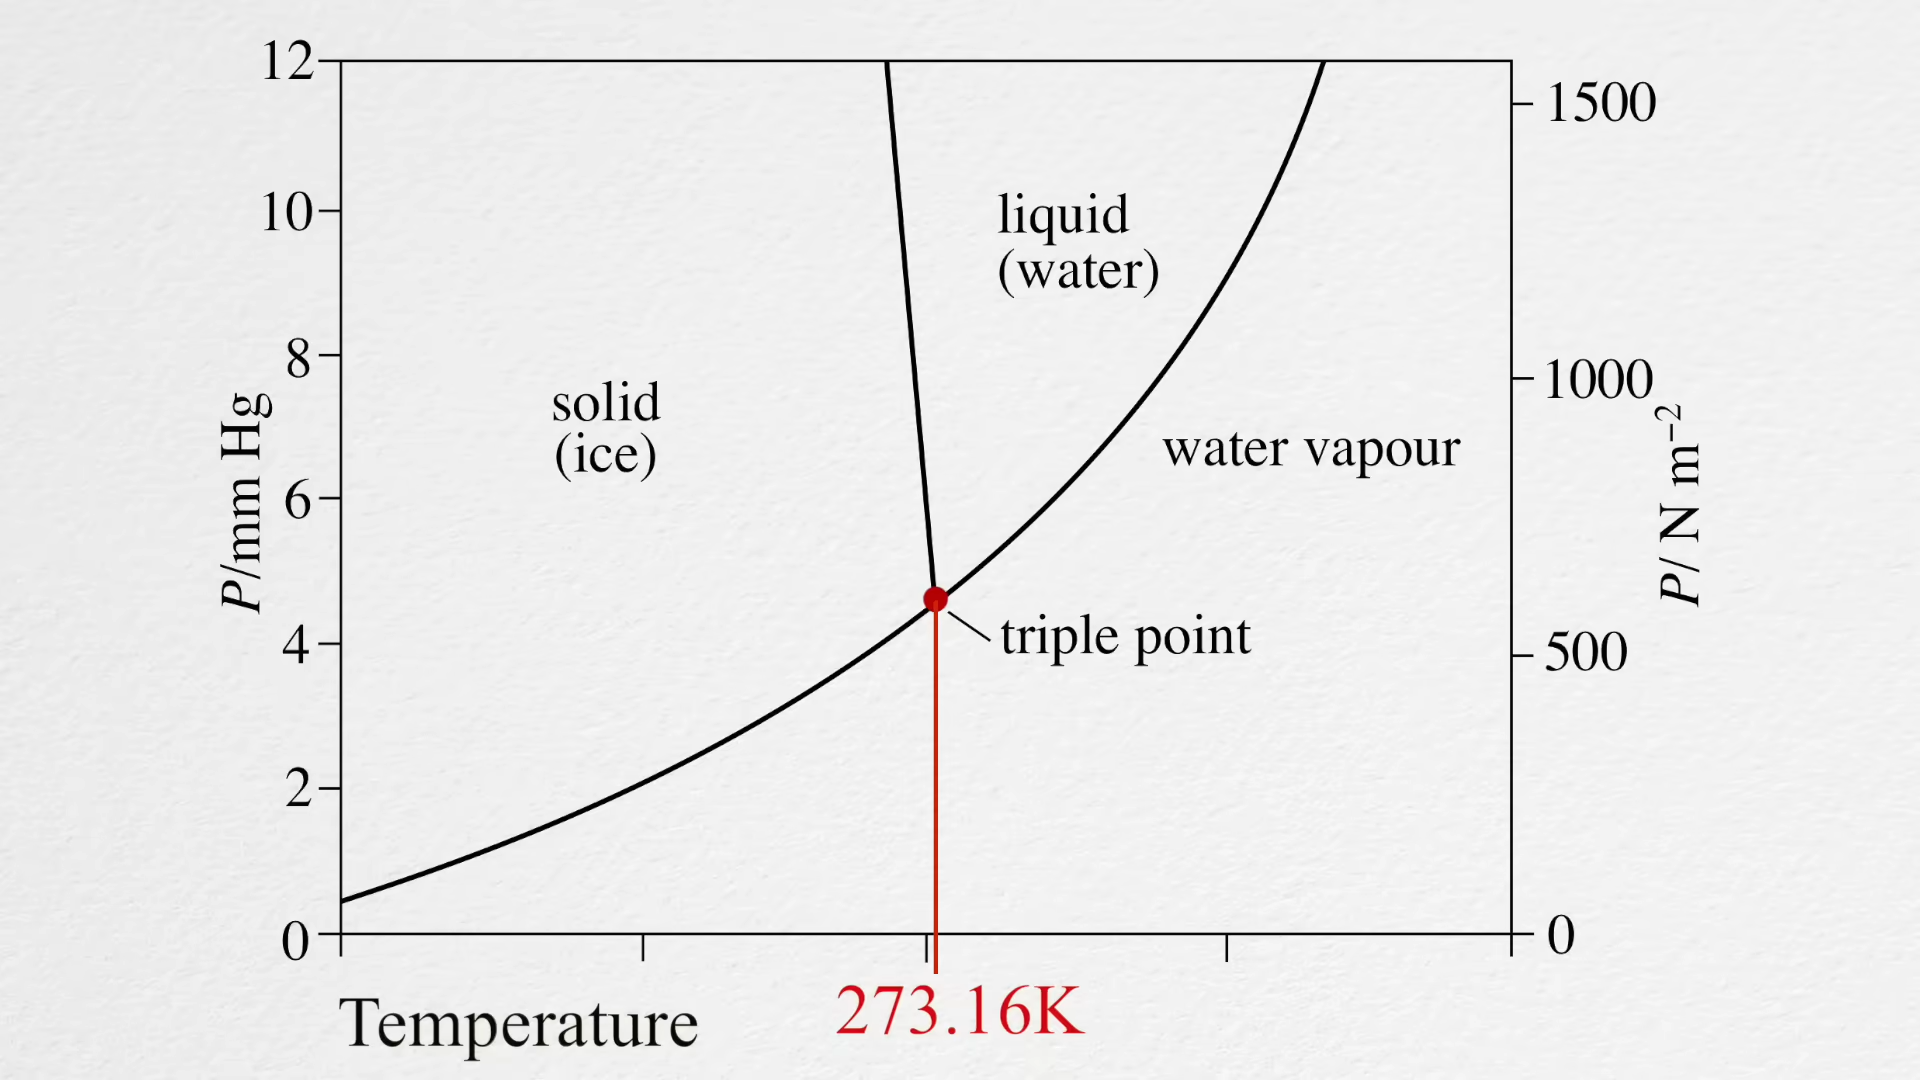 12
10
8
6
4
2
0
P/mm Hg
solid
(ice)
liquid
(water)
water vapour
triple point
1500
1000
500
0
P/ N m⁻²
Temperature
273.16K